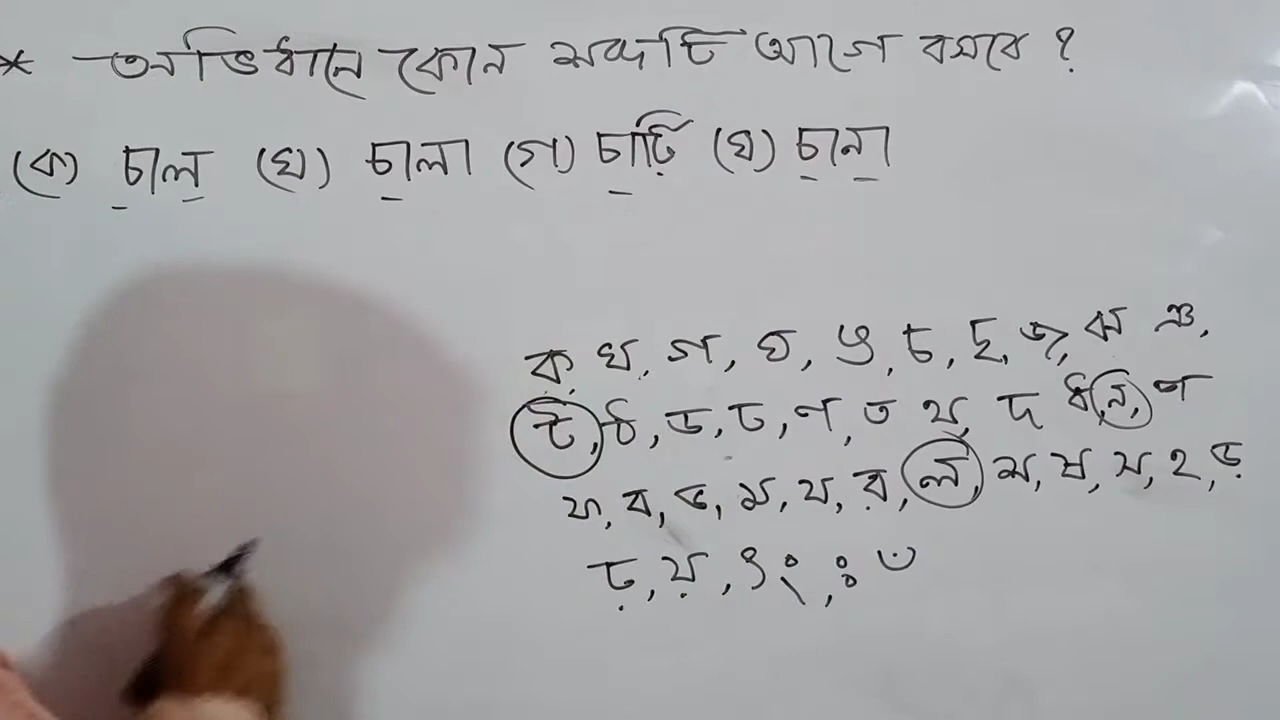 * অভিধানে কোন শব্দটি আগে বসবে ?
(ক) চাল (খ) চালা (গ) চাটি (ঘ) চানা
ক, খ, গ, ঘ, ঙ, চ, ছ, জ, ঝ ঞ,
ট, ঠ, ড, ঢ, ণ, ত থ, দ ধ, ন, প
ফ, ব, ভ, ম, য, র, ল, শ, ষ, স, হ, ড়
ঢ়, য়, ৎ ং, ঃ ঁ